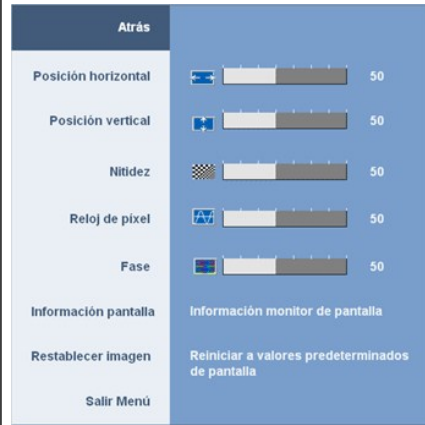 Atrás
Posición horizontal 50
Posición vertical 50
Nitidez 50
Reloj de píxel 50
Fase 50
Información pantalla Información monitor de pantalla
Restablecer imagen Reiniciar a valores predeterminados
de pantalla
Salir Menú